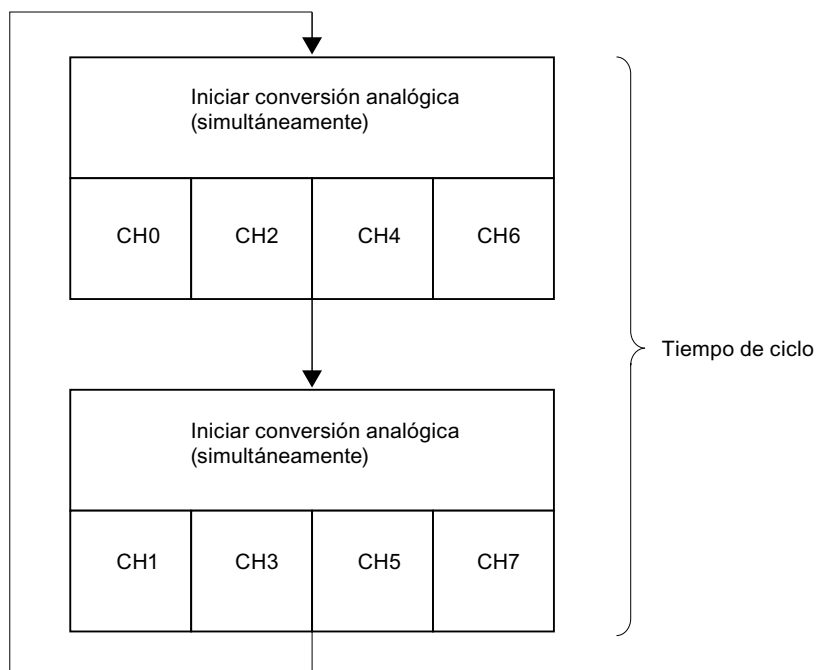 Iniciar conversión analógica
(simultáneamente)
CH0 CH2 CH4 CH6
Tiempo de ciclo
Iniciar conversión analógica
(simultáneamente)
CH1 CH3 CH5 CH7